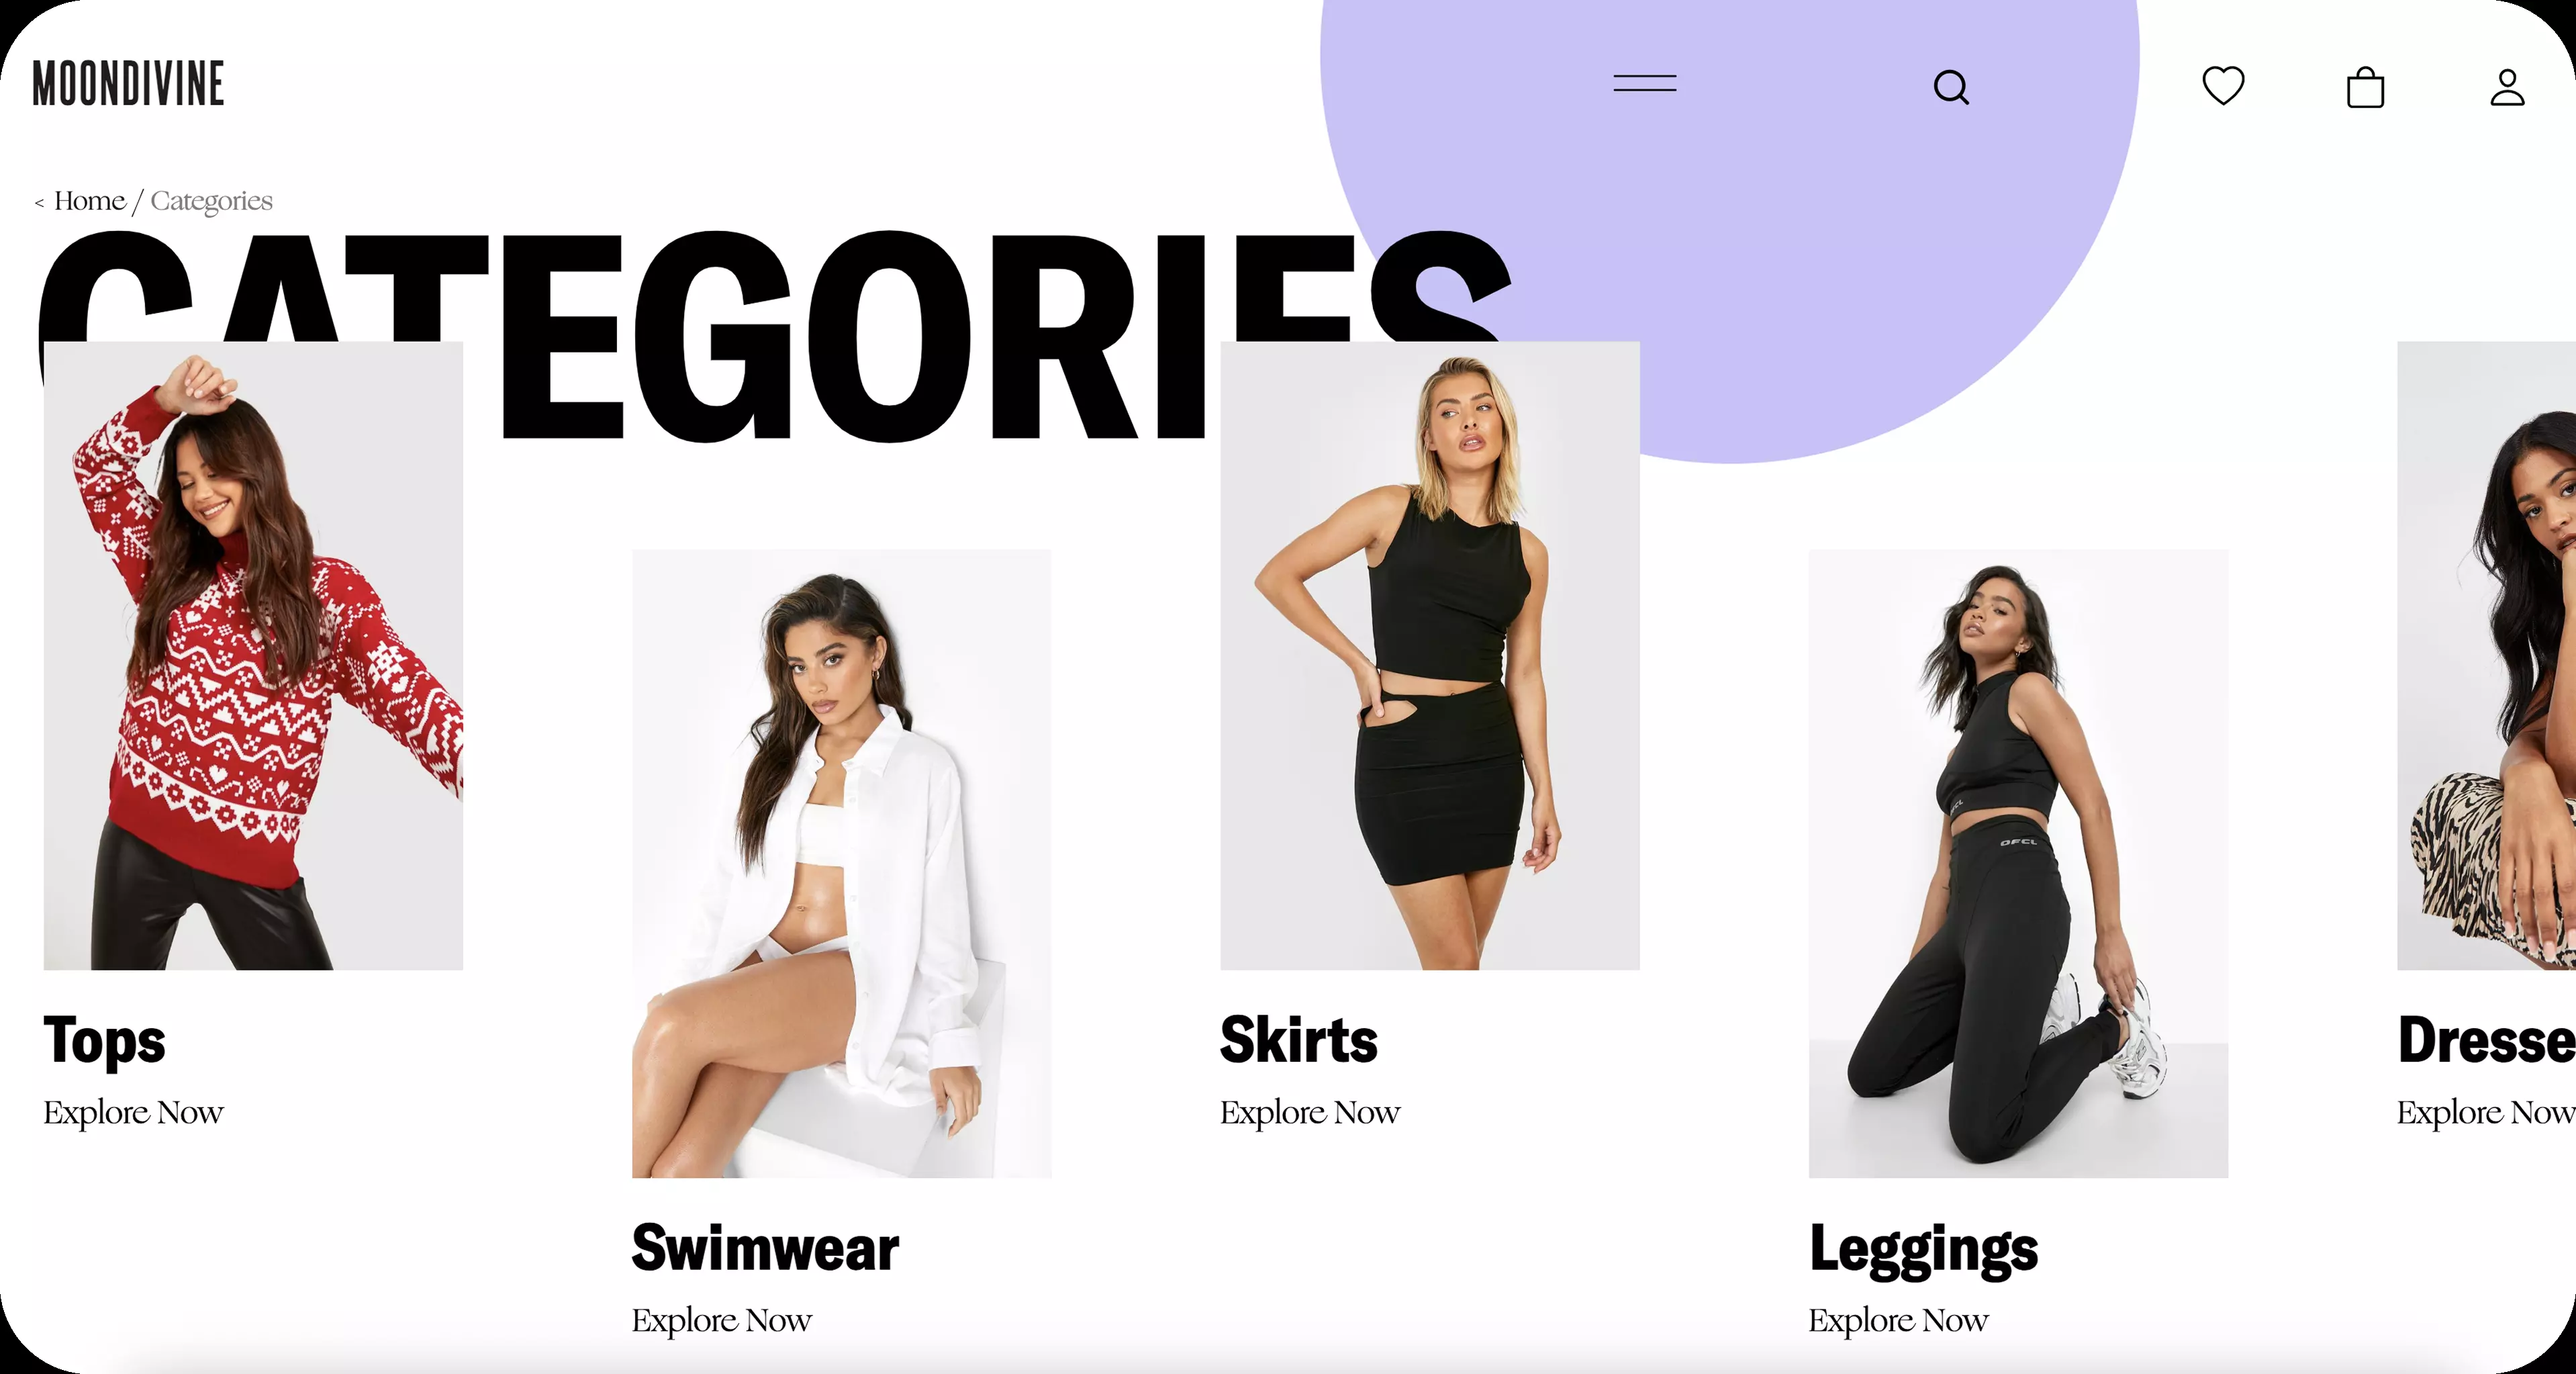 MOONDIVINE
< Home / Categories
CATEGORIES
Tops
Explore Now
Swimwear
Explore Now
Skirts
Explore Now
OFCL
Leggings
Explore Now
Dresse
Explore Now